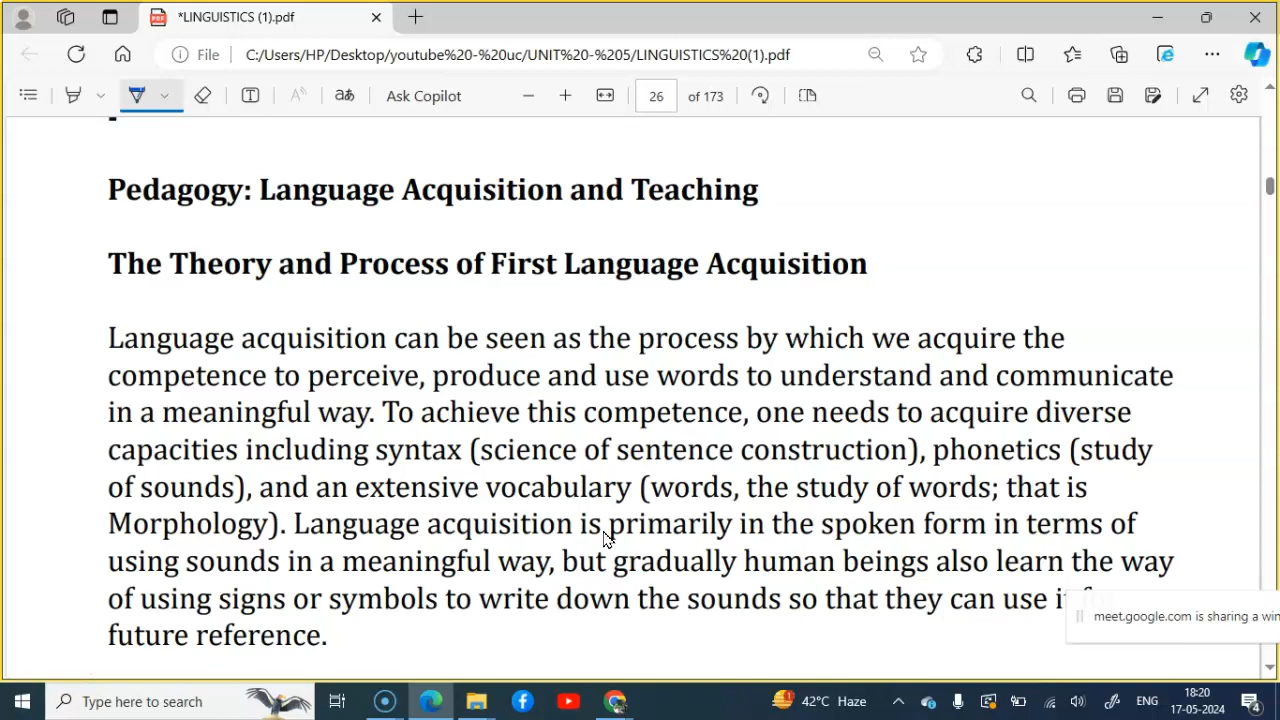 *LINGUISTICS (1).pdf
File C:/Users/HP/Desktop/youtube%20-%20uc/UNIT%20-%205/LINGUISTICS%20(1).pdf
Ask Copilot
26 of 173
Pedagogy: Language Acquisition and Teaching
The Theory and Process of First Language Acquisition
Language acquisition can be seen as the process by which we acquire the
competence to perceive, produce and use words to understand and communicate
in a meaningful way. To achieve this competence, one needs to acquire diverse
capacities including syntax (science of sentence construction), phonetics (study
of sounds), and an extensive vocabulary (words, the study of words; that is
Morphology). Language acquisition is primarily in the spoken form in terms of
using sounds in a meaningful way, but gradually human beings also learn the way
of using signs or symbols to write down the sounds so that they can use
future reference.
meet.google.com is sharing a win
Type here to search
42°C Haze
ENG
18:20
17-05-2024
4